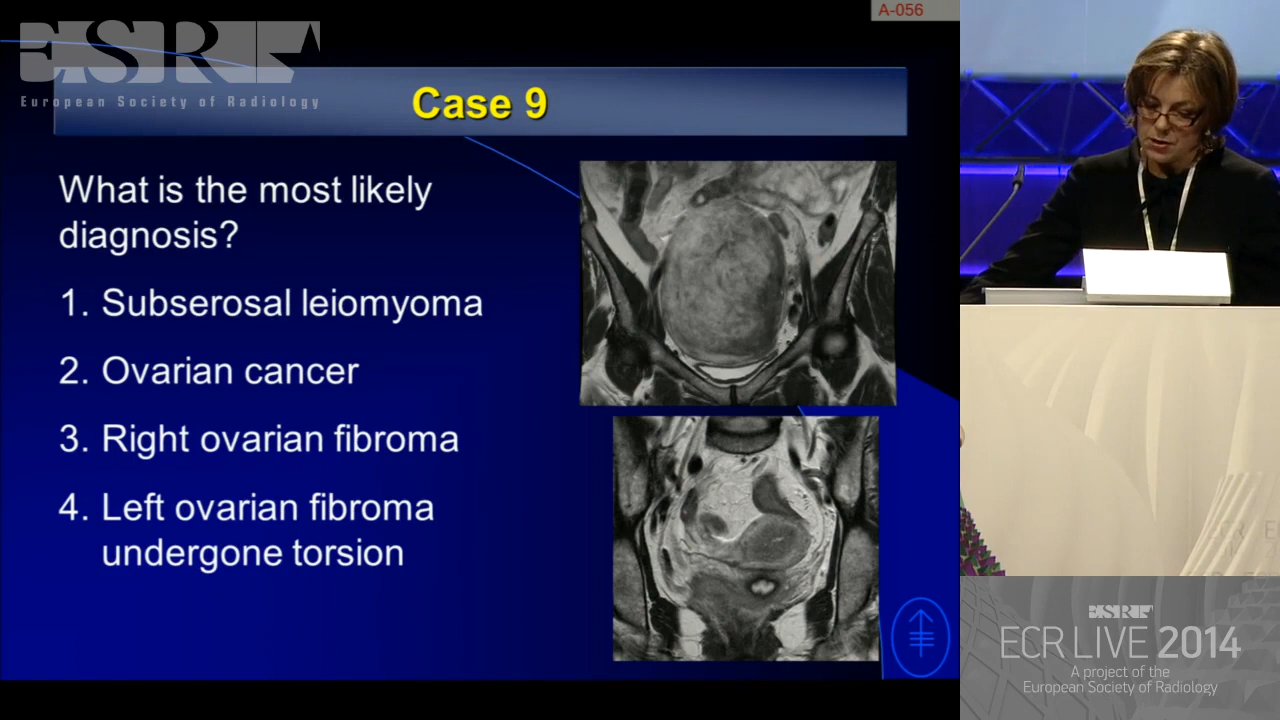 A-056
ESR
European Society of Radiology
Case 9
What is the most likely
diagnosis?
1. Subserosal leiomyoma
2. Ovarian cancer
3. Right ovarian fibroma
4. Left ovarian fibroma
undergone torsion
ESR
ECR LIVE 2014
A project of the
European Society of Radiology